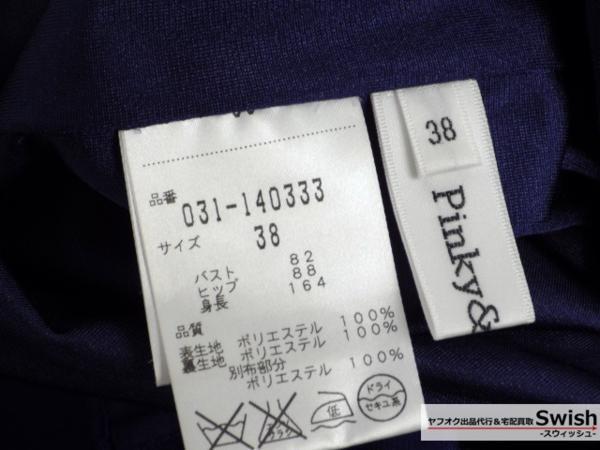 品番
031-140333
サイズ 38
バスト 82
ヒップ 88
身長 164
品質
表生地 ポリエステル 100%
裏生地 ポリエステル 100%
別布部分
ポリエステル 100%
低
ドライ
セキユ系
38
Pinky&
ヤフオク出品代行&宅配買取 Swish
-スウィッシュ-